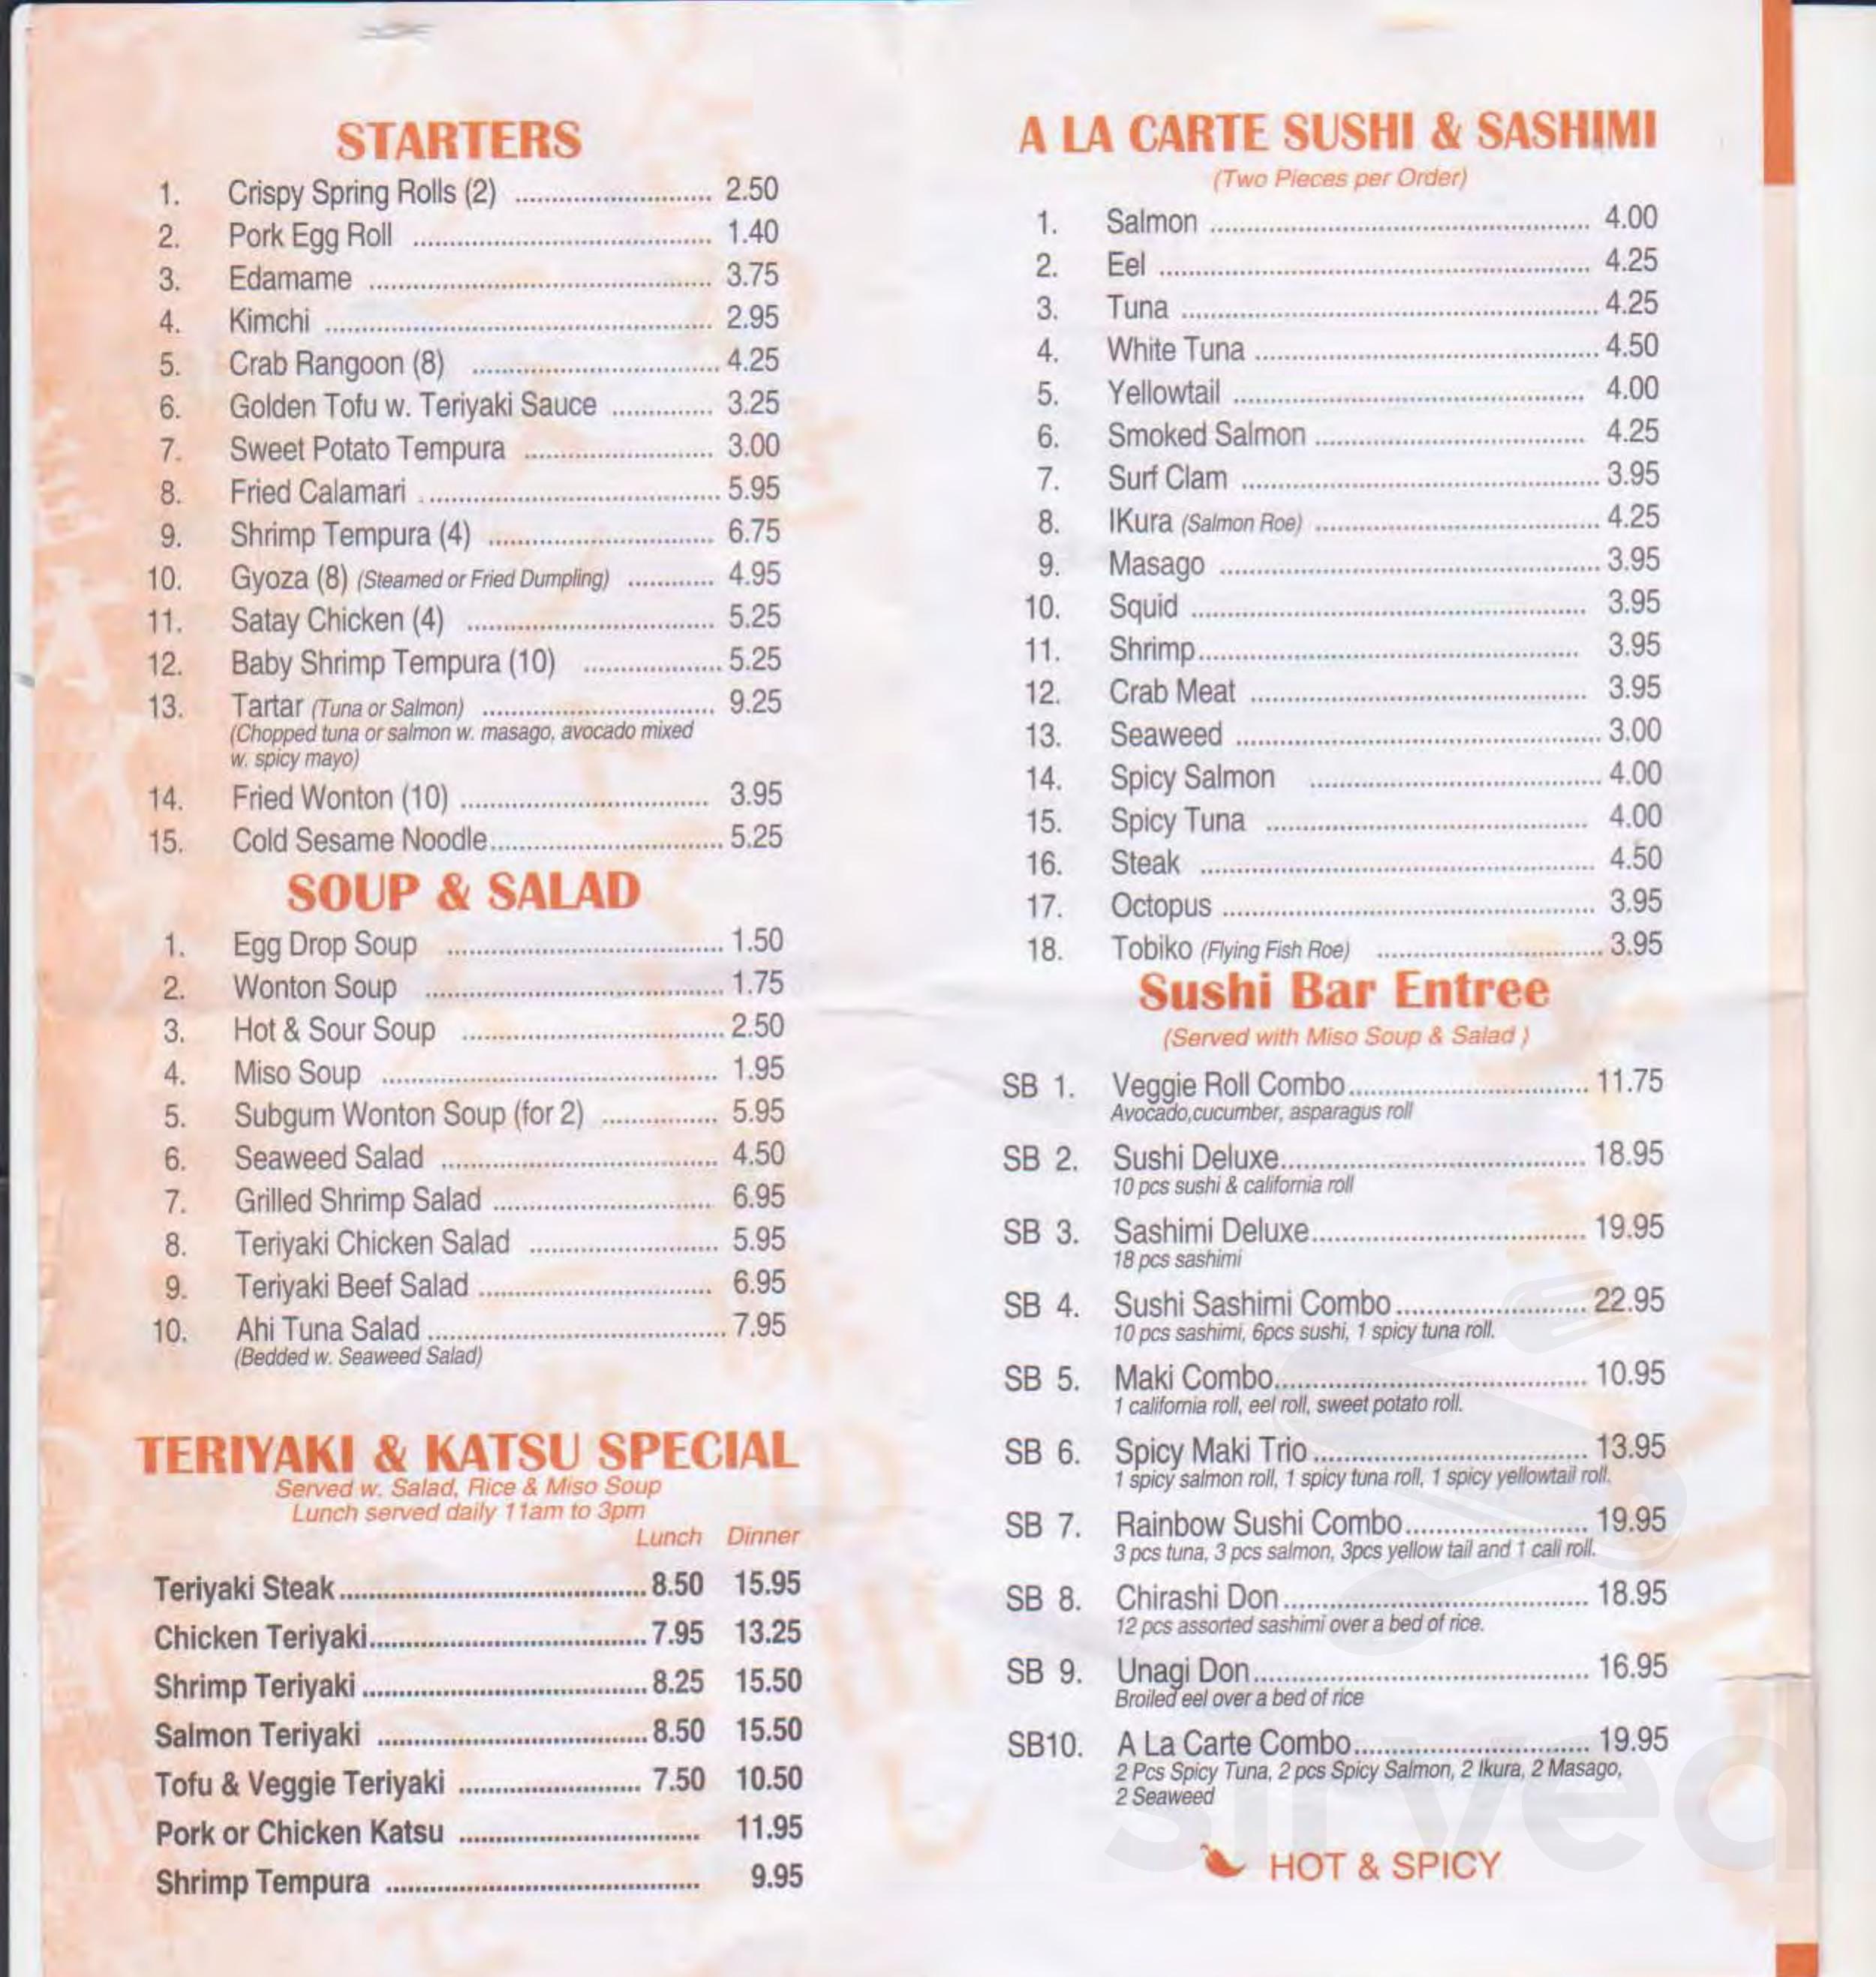 STARTERS
1. Crispy Spring Rolls (2) 2.50
2. Pork Egg Roll 1.40
3. Edamame 3.75
4. Kimchi 2.95
5. Crab Rangoon (8) 4.25
6. Golden Tofu w. Teriyaki Sauce 3.25
7. Sweet Potato Tempura 3.00
8. Fried Calamari 5.95
9. Shrimp Tempura (4) 6.75
10. Gyoza (8) (Steamed or Fried Dumpling) 4.95
11. Satay Chicken (4) 5.25
12. Baby Shrimp Tempura (10) 5.25
13. Tartar (Tuna or Salmon) 9.25
(Chopped tuna or salmon w. masago, avocado mixed
w. spicy mayo)
14. Fried Wonton (10) 3.95
15. Cold Sesame Noodle 5.25
SOUP & SALAD
1. Egg Drop Soup 1.50
2. Wonton Soup 1.75
3. Hot & Sour Soup 2.50
4. Miso Soup 1.95
5. Subgum Wonton Soup (for 2) 5.95
6. Seaweed Salad 4.50
7. Grilled Shrimp Salad 6.95
8. Teriyaki Chicken Salad 5.95
9. Teriyaki Beef Salad 6.95
10. Ahi Tuna Salad 7.95
(Bedded w. Seaweed Salad)
TERIYAKI & KATSU SPECIAL
Served w. Salad, Rice & Miso Soup
Lunch served daily 11am to 3pm
Lunch Dinner
Teriyaki Steak 8.50 15.95
Chicken Teriyaki 7.95 13.25
Shrimp Teriyaki 8.25 15.50
Salmon Teriyaki 8.50 15.50
Tofu & Veggie Teriyaki 7.50 10.50
Pork or Chicken Katsu 11.95
Shrimp Tempura 9.95
A LA CARTE SUSHI & SASHIMI
(Two Pieces per Order)
1. Salmon 4.00
2. Eel 4.25
3. Tuna 4.25
4. White Tuna 4.50
5. Yellowtail 4.00
6. Smoked Salmon 4.25
7. Surf Clam 3.95
8. IKura (Salmon Roe) 4.25
9. Masago 3.95
10. Squid 3.95
11. Shrimp 3.95
12. Crab Meat 3.95
13. Seaweed 3.00
14. Spicy Salmon 4.00
15. Spicy Tuna 4.00
16. Steak 4.50
17. Octopus 3.95
18. Tobiko (Flying Fish Roe) 3.95
Sushi Bar Entree
(Served with Miso Soup & Salad )
SB 1. Veggie Roll Combo 11.75
Avocado,cucumber, asparagus roll
SB 2. Sushi Deluxe 18.95
10 pcs sushi & california roll
SB 3. Sashimi Deluxe 19.95
18 pcs sashimi
SB 4. Sushi Sashimi Combo 22.95
10 pcs sashimi, 6pcs sushi, 1 spicy tuna roll.
SB 5. Maki Combo 10.95
1 california roll, eel roll, sweet potato roll.
SB 6. Spicy Maki Trio 13.95
1 spicy salmon roll, 1 spicy tuna roll, 1 spicy yellowtail roll.
SB 7. Rainbow Sushi Combo 19.95
3 pcs tuna, 3 pcs salmon, 3pcs yellow tail and 1 cali roll.
SB 8. Chirashi Don 18.95
12 pcs assorted sashimi over a bed of rice.
SB 9. Unagi Don 16.95
Broiled eel over a bed of rice
SB10. A La Carte Combo 19.95
2 Pcs Spicy Tuna, 2 pcs Spicy Salmon, 2 Ikura, 2 Masago,
2 Seaweed
HOT & SPICY
sirved